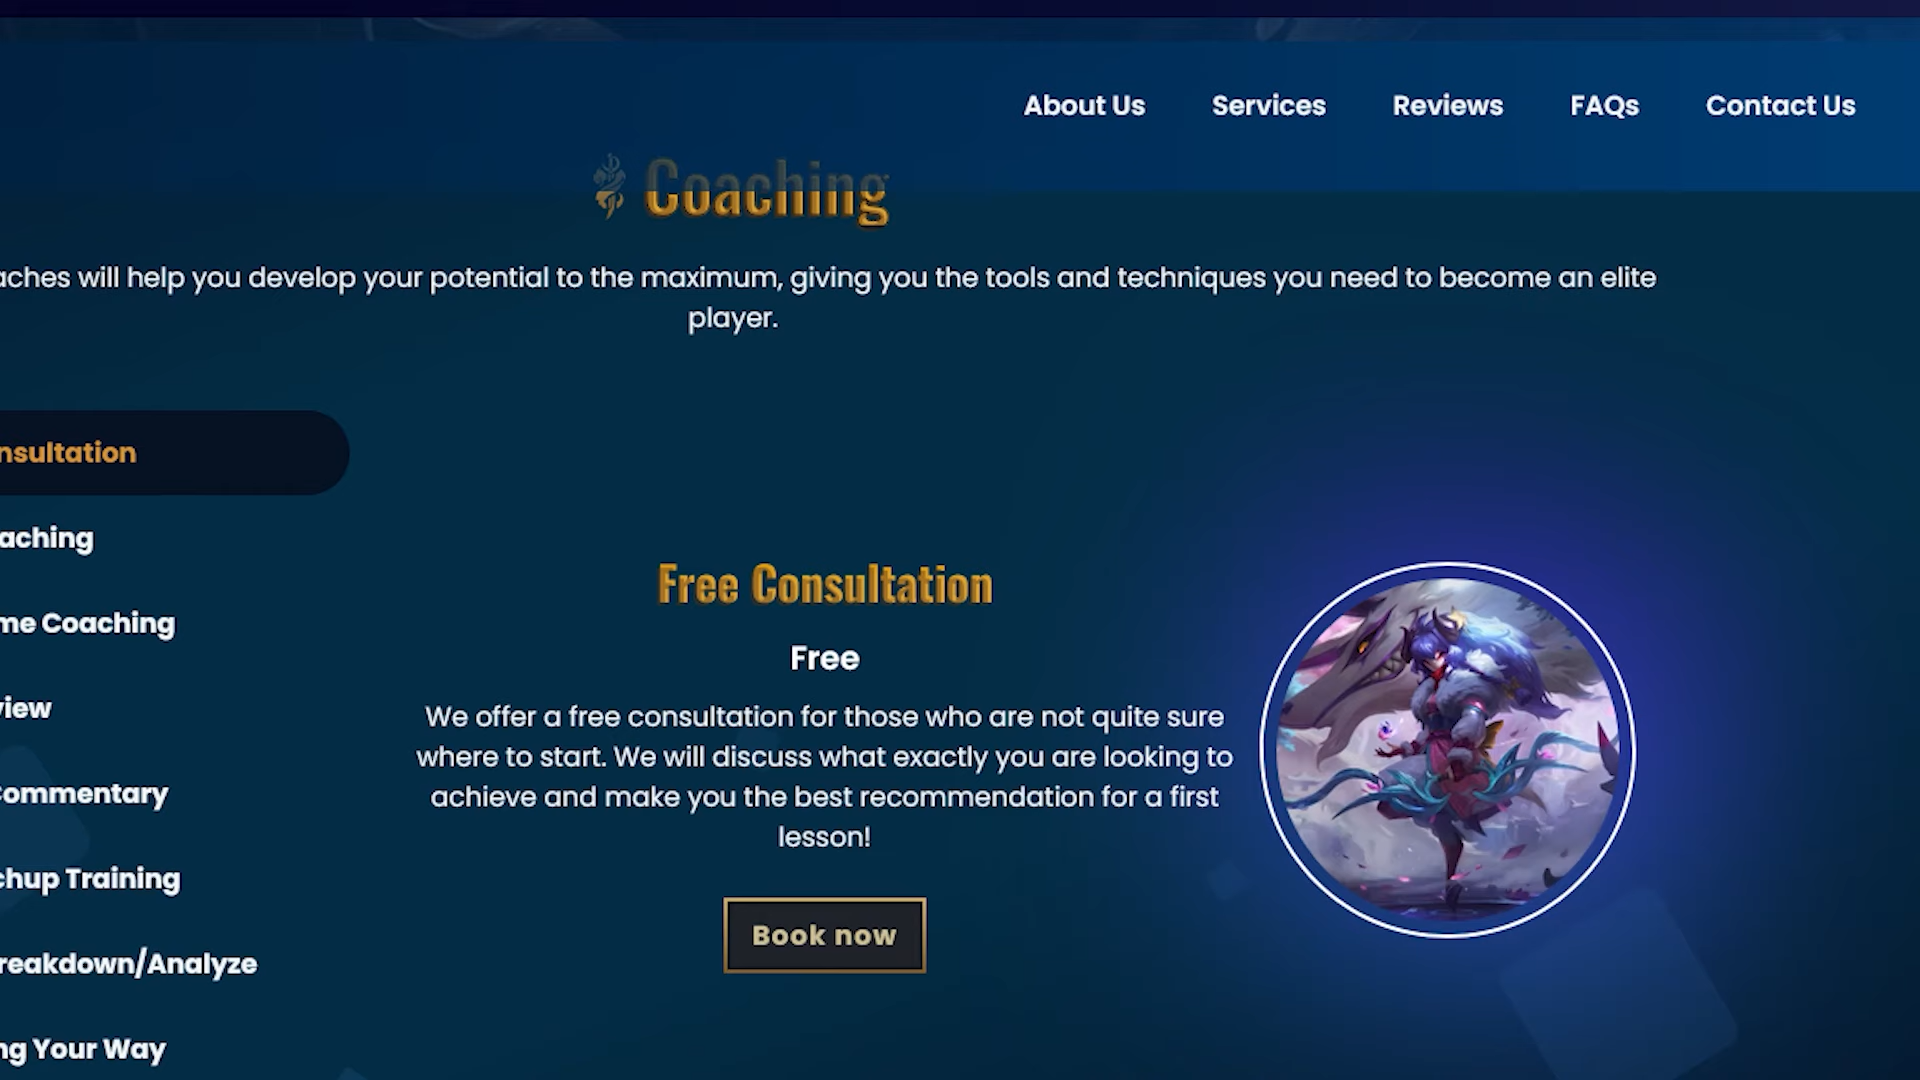 About Us Services Reviews FAQs Contact Us
Coaching
aches will help you develop your potential to the maximum, giving you the tools and techniques you need to become an elite
player.
nsultation
aching
me Coaching
view
Commentary
chup Training
reakdown/Analyze
ng Your Way
Free Consultation
Free
We offer a free consultation for those who are not quite sure
where to start. We will discuss what exactly you are looking to
achieve and make you the best recommendation for a first
lesson!
Book now